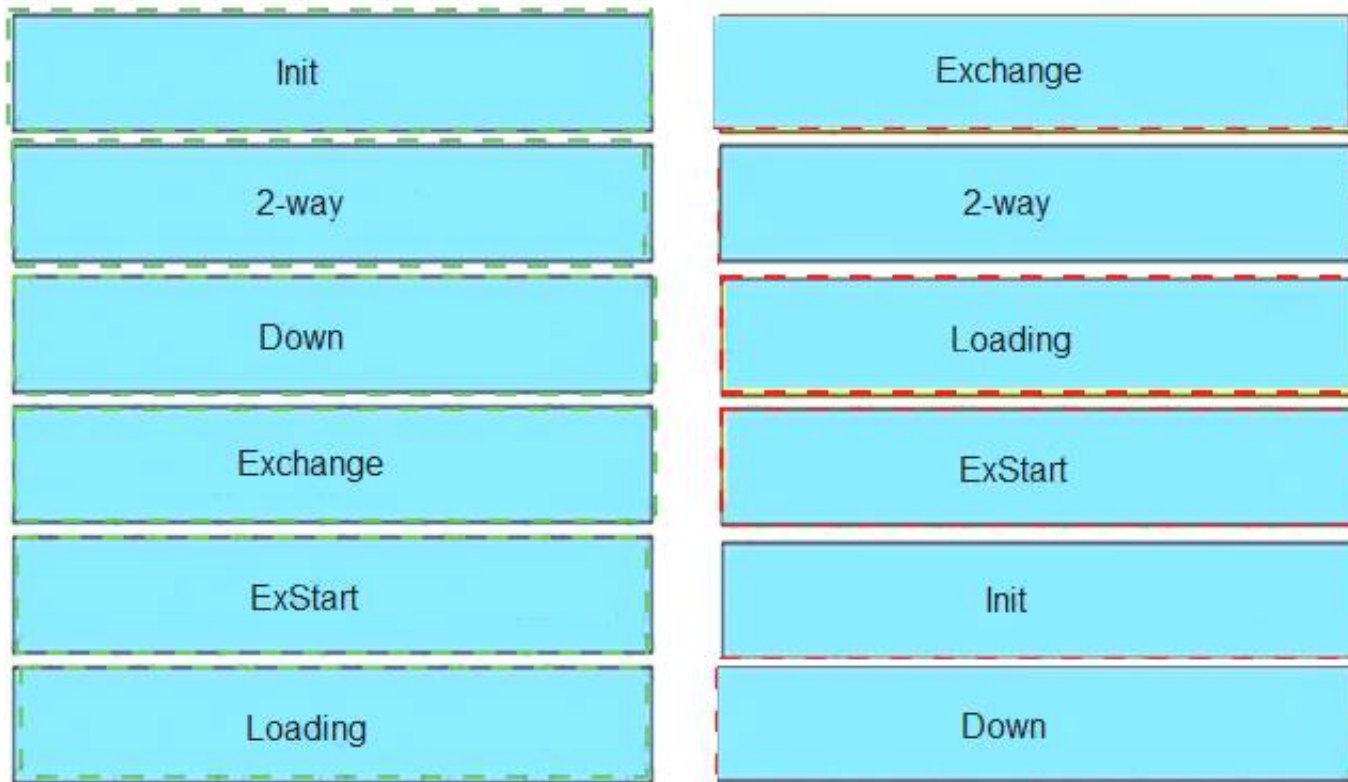 Init
Exchange
2-way
2-way
Down
Loading
Exchange
ExStart
ExStart
Init
Loading
Down